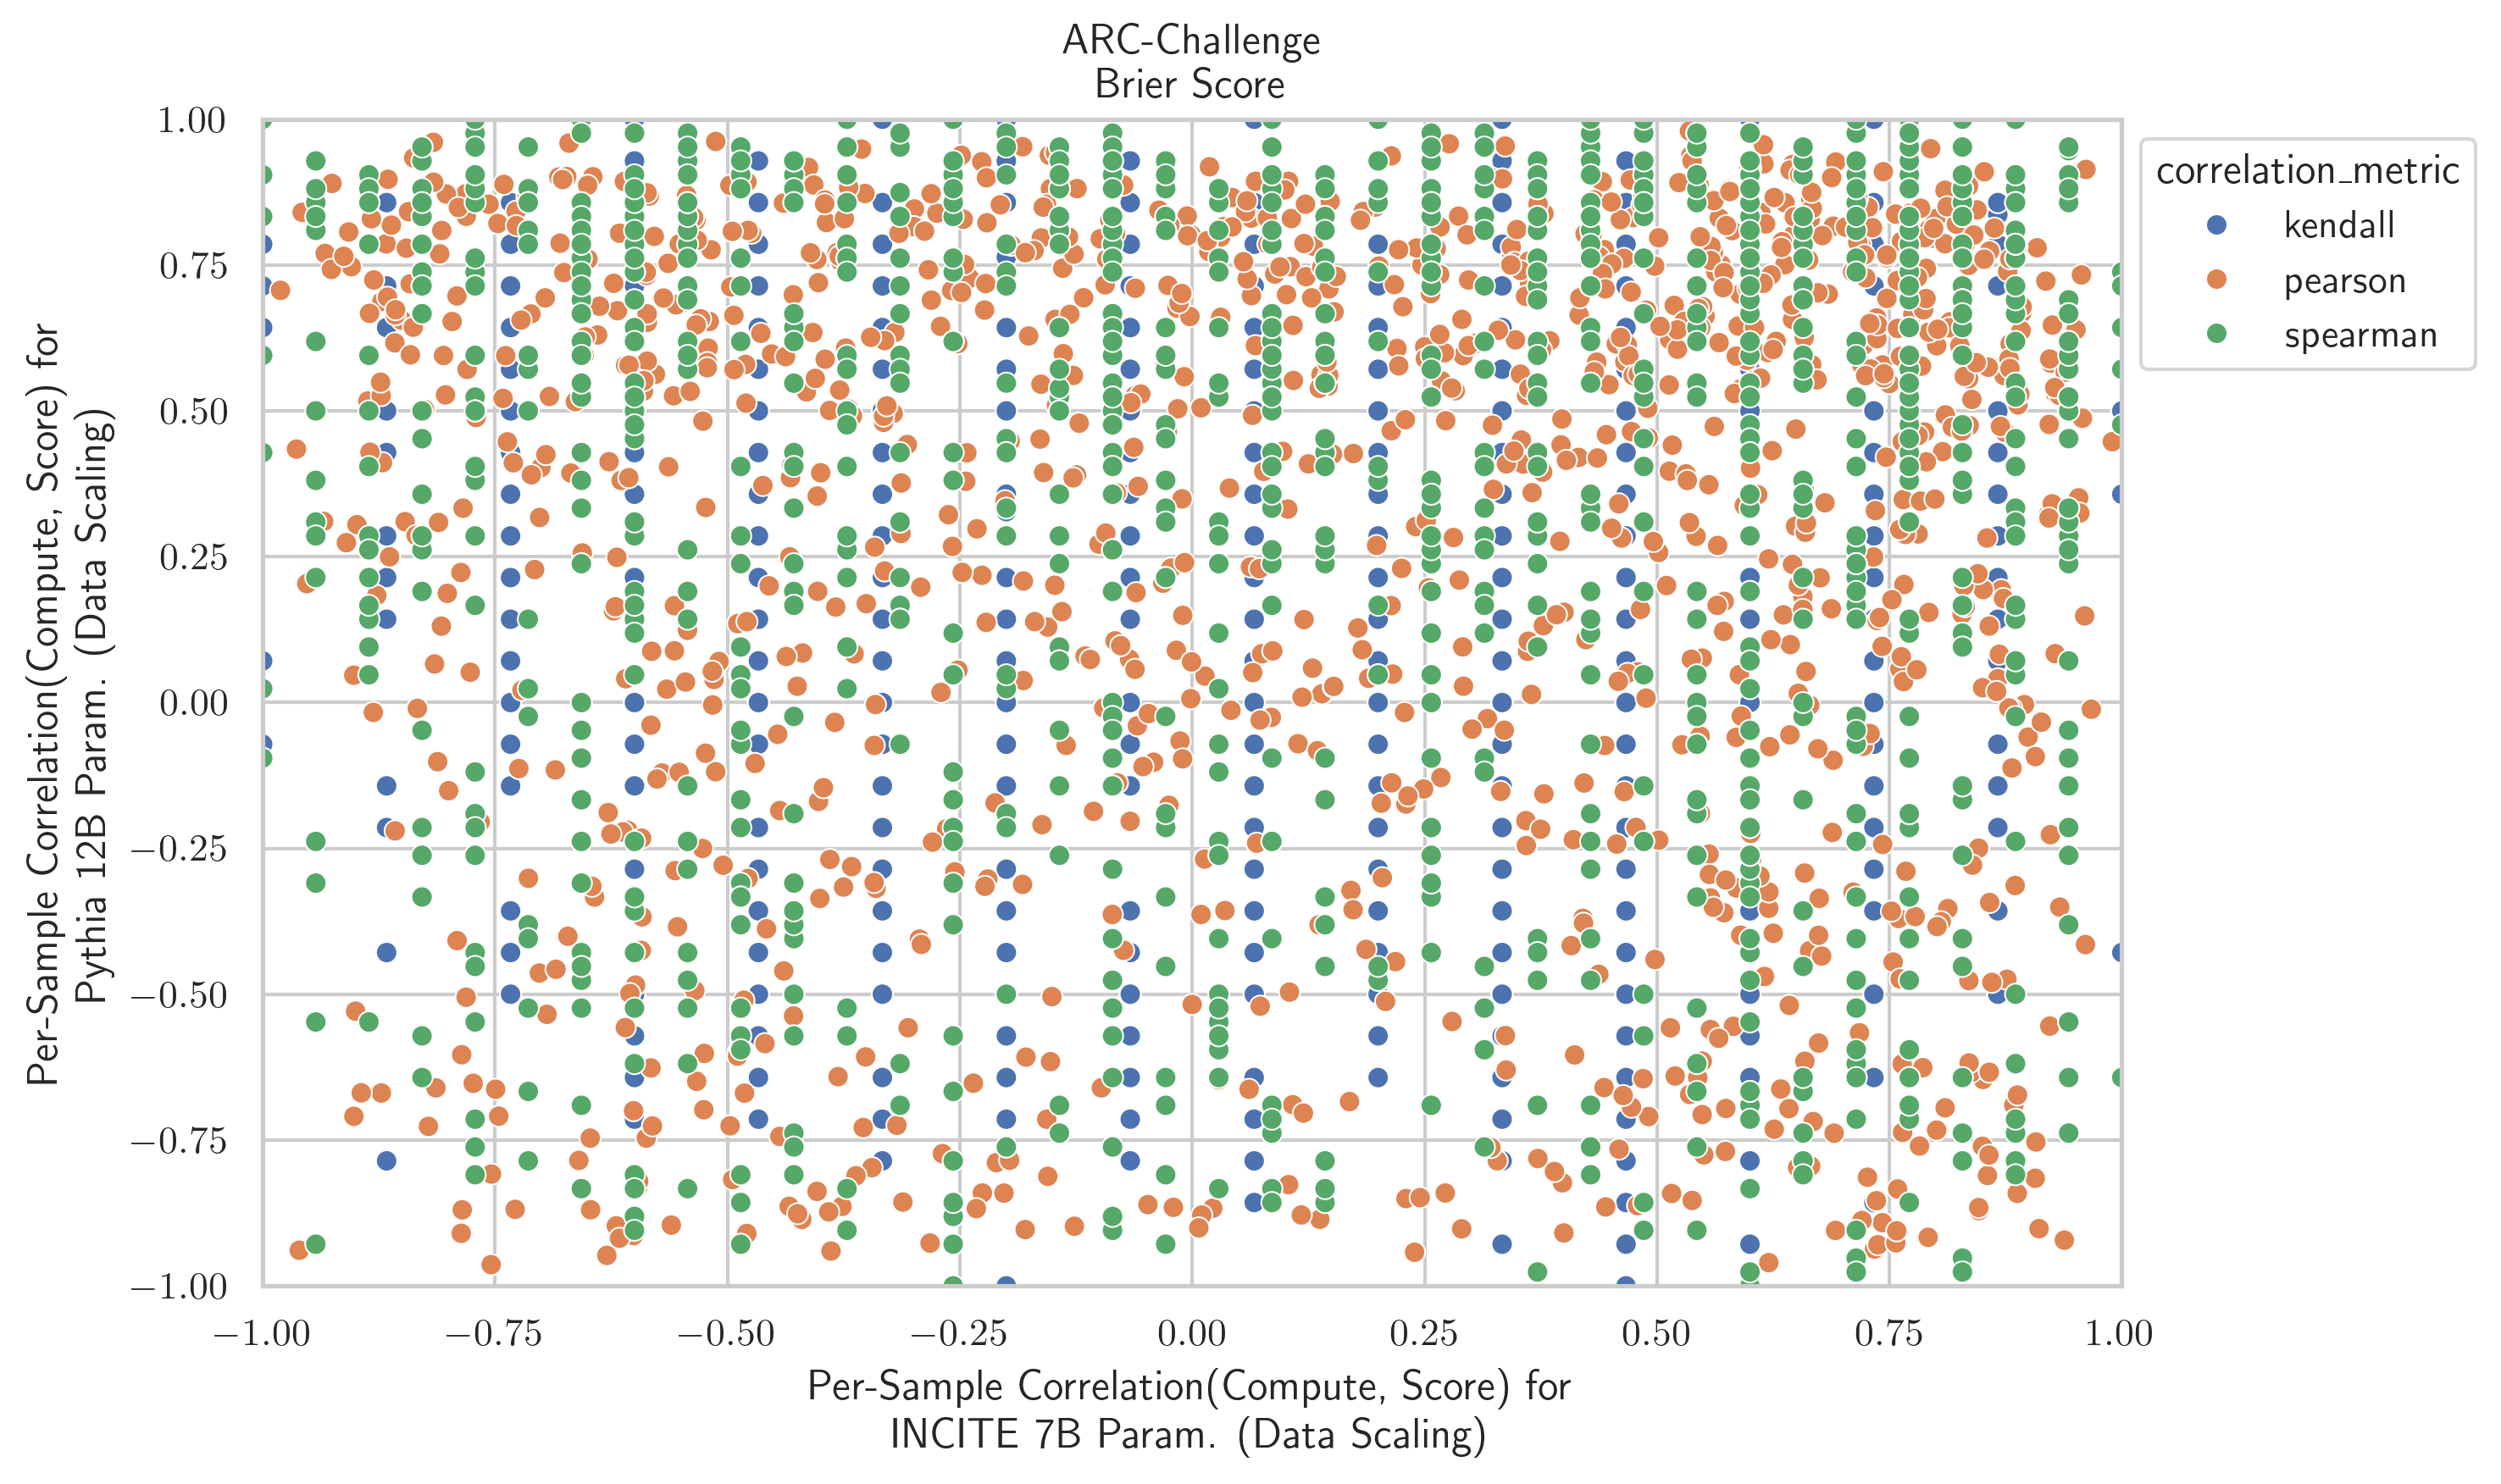 ARC-Challenge
Brier Score
Per-Sample Correlation(Compute, Score) for
Pythia 12B Param. (Data Scaling)
1.00
0.75
0.50
0.25
0.00
−0.25
−0.50
−0.75
−1.00
−1.00 −0.75 −0.50 −0.25 0.00 0.25 0.50 0.75 1.00
Per-Sample Correlation(Compute, Score) for
INCITE 7B Param. (Data Scaling)
correlation_metric
kendall
pearson
spearman